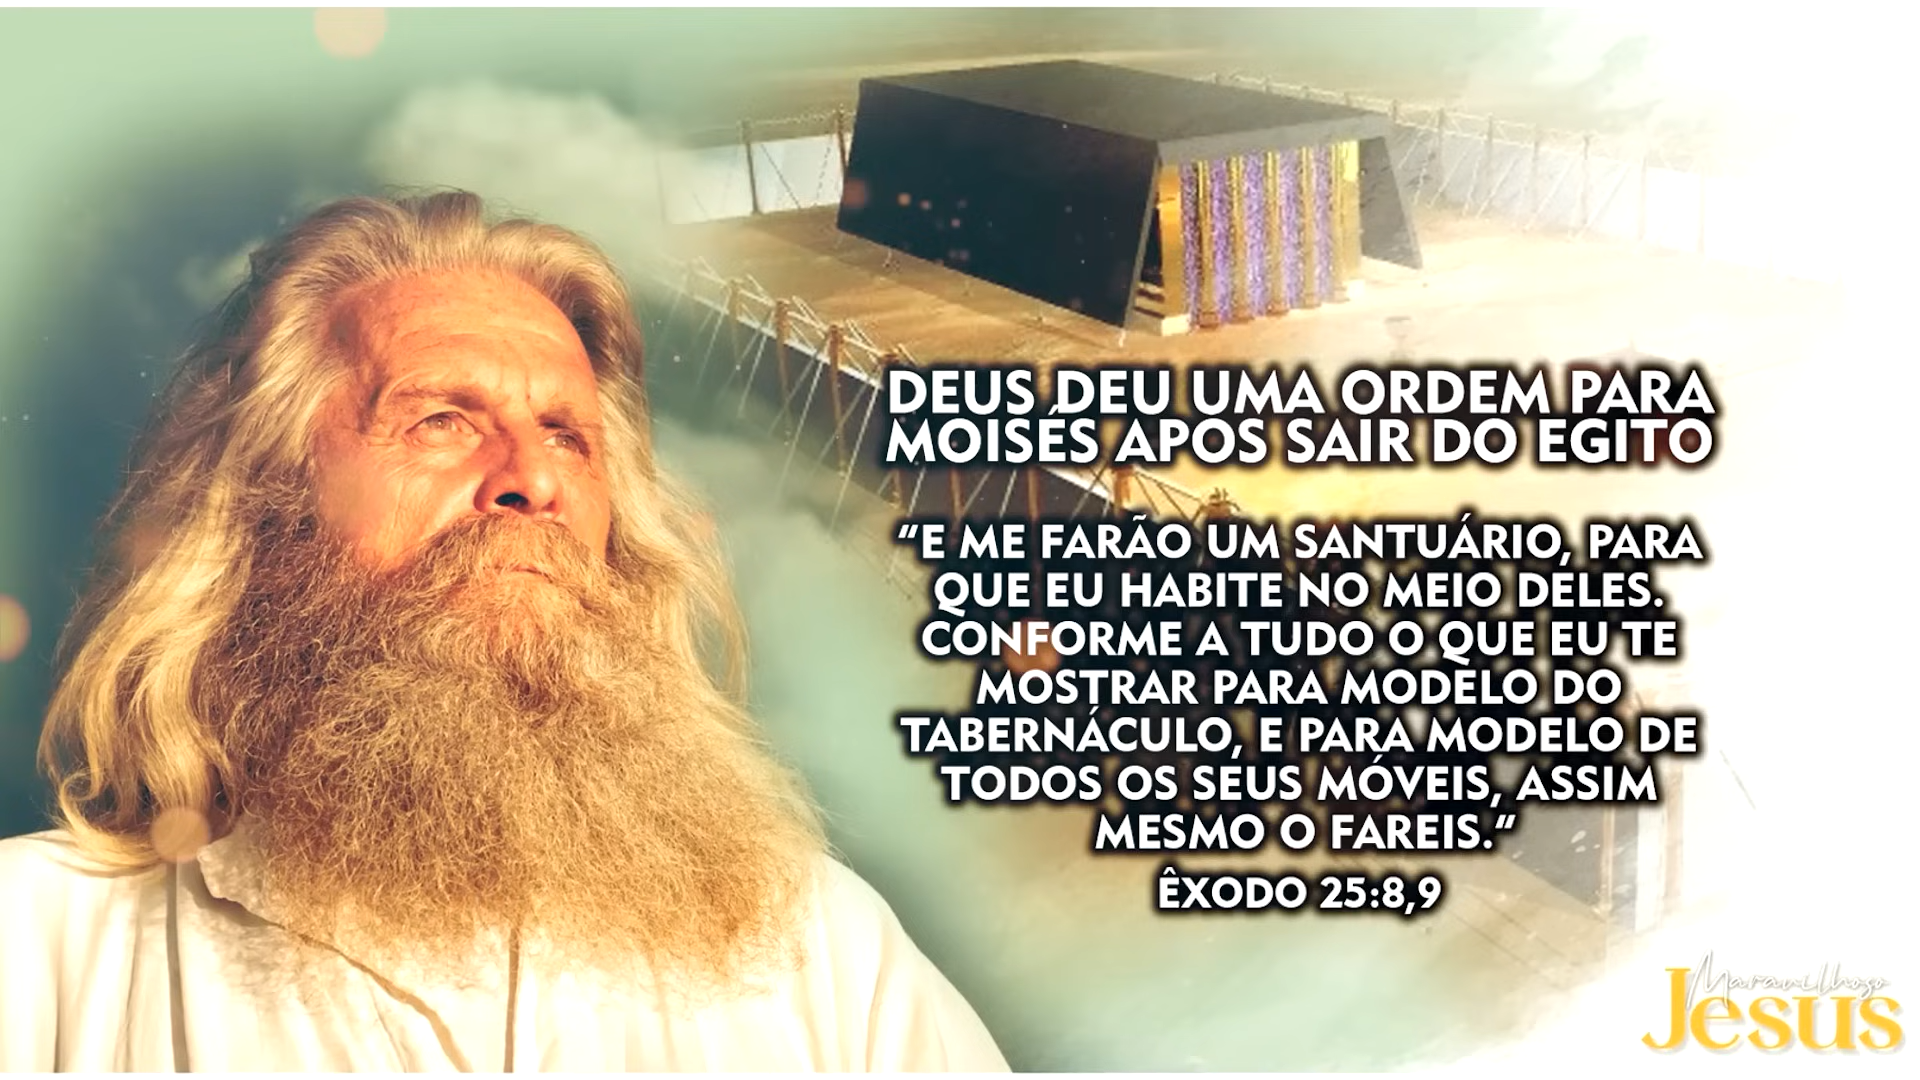 DEUS DEU UMA ORDEM PARA
MOISÉS APÓS SAIR DO EGITO
“E ME FARÃO UM SANTUÁRIO, PARA
QUE EU HABITE NO MEIO DELES.
CONFORME A TUDO O QUE EU TE
MOSTRAR PARA MODELO DO
TABERNÁCULO, E PARA MODELO DE
TODOS OS SEUS MÓVEIS, ASSIM
MESMO O FAREIS.“
ÊXODO 25:8,9
Maravilhoso
Jesus